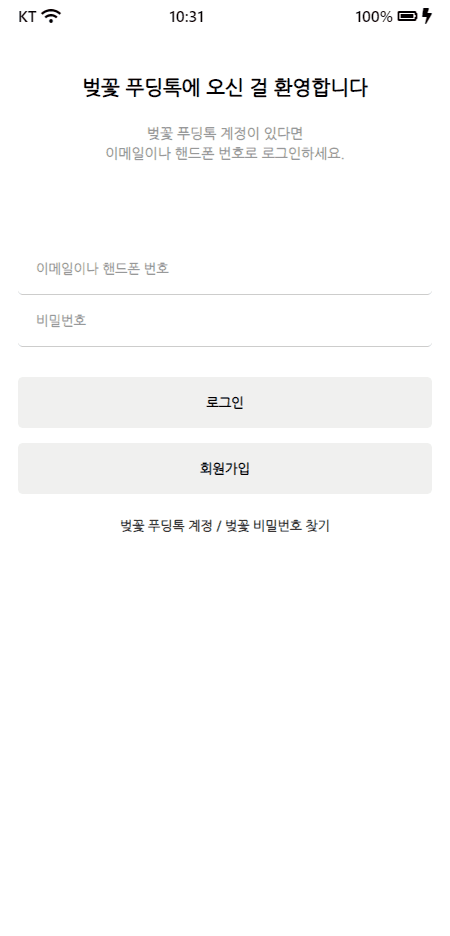 KT 10:31 100%
벚꽃 푸딩톡에 오신 걸 환영합니다
벚꽃 푸딩톡 계정이 있다면
이메일이나 핸드폰 번호로 로그인하세요.
이메일이나 핸드폰 번호
비밀번호
로그인
회원가입
벚꽃 푸딩톡 계정 / 벚꽃 비밀번호 찾기